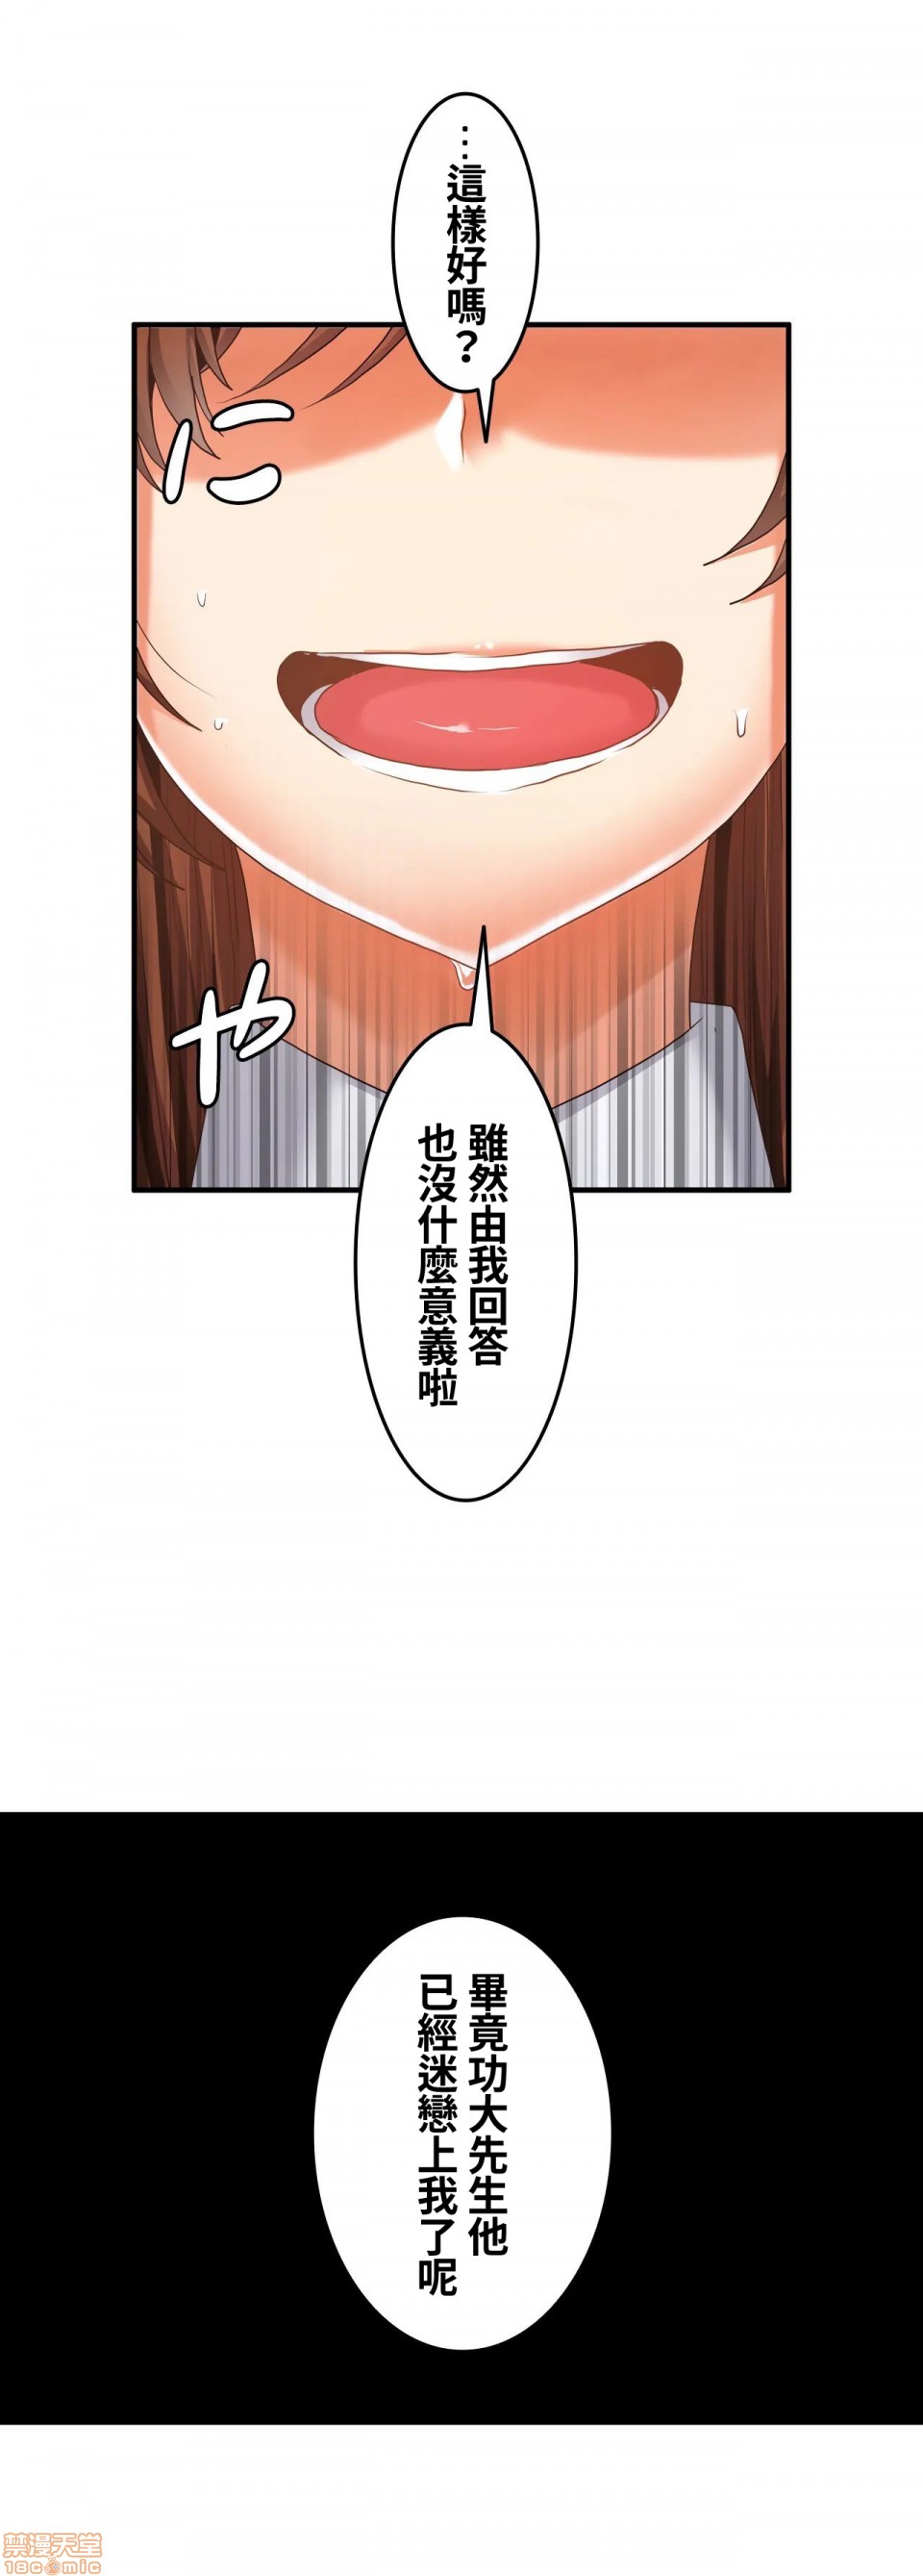 …這樣好嗎？
にや
雖然由我回答
也沒什麼意義啦
畢竟功大先生他
已經迷戀上我了呢
禁漫天堂
18comic